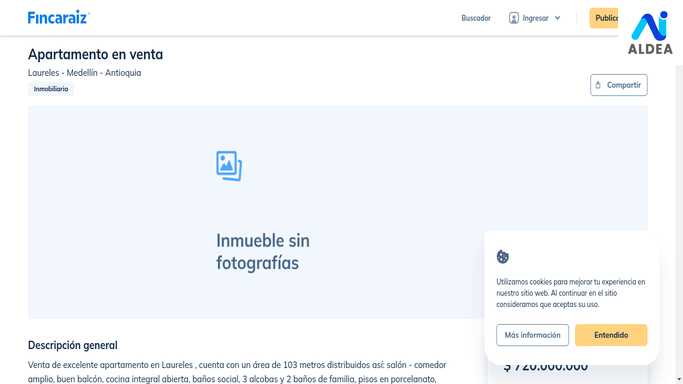 Fincaraiz
Buscador
Ingresar
Public
ALDEA
Apartamento en venta
Laureles - Medellín - Antioquia
Inmobiliario
Compartir
Inmueble sin
fotografías
Utilizamos cookies para mejorar tu experiencia en
nuestro sitio web. Al continuar en el sitio
consideramos que aceptas su uso.
Más información
Entendido
Descripción general
Venta de excelente apartamento en Laureles , cuenta con un área de 103 metros distribuidos así: salón - comedor
amplio, buen balcón, cocina integral abierta, baños social, 3 alcobas y 2 baños de familia, pisos en porcelanato,
$ 720.000.000